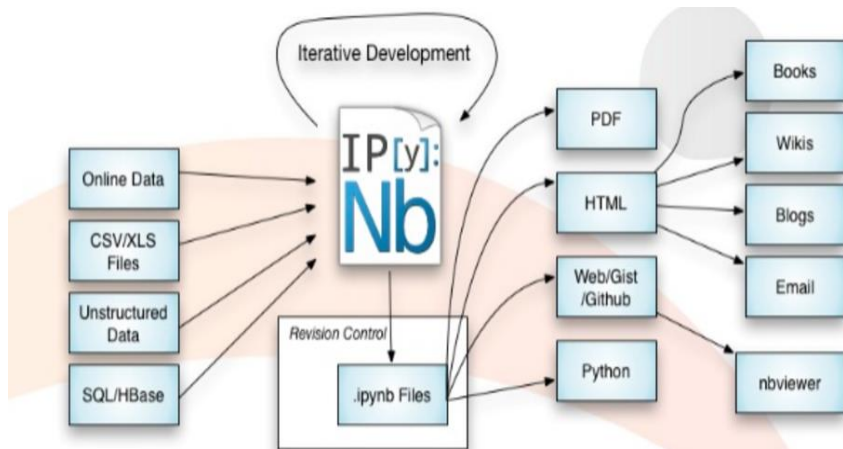 Iterative Development
IP[y]:
Nb
Online Data
CSV/XLS
Files
Unstructured
Data
SQL/HBase
Revision Control
.ipynb Files
PDF
HTML
Web/Gist
/Github
Python
Books
Wikis
Blogs
Email
nbviewer